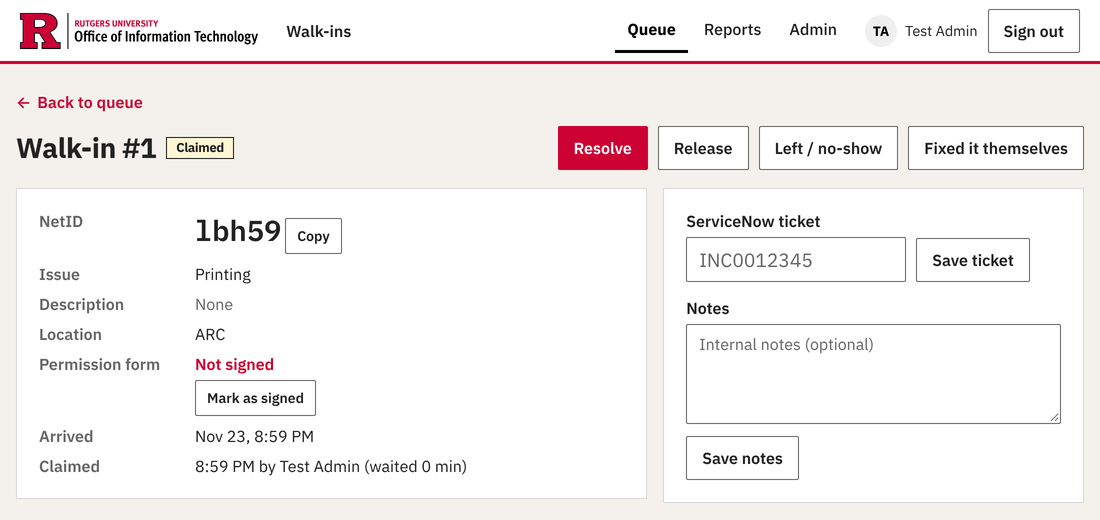 R RUTGERS UNIVERSITY
Office of Information Technology
Walk-ins
Queue
Reports
Admin
TA
Test Admin
Sign out
← Back to queue
Walk-in #1
Claimed
Resolve
Release
Left / no-show
Fixed it themselves
NetID
lbh59
Copy
Issue
Printing
Description
None
Location
ARC
Permission form
Not signed
Mark as signed
Arrived
Nov 23, 8:59 PM
Claimed
8:59 PM by Test Admin (waited 0 min)
ServiceNow ticket
INC0012345
Save ticket
Notes
Internal notes (optional)
Save notes